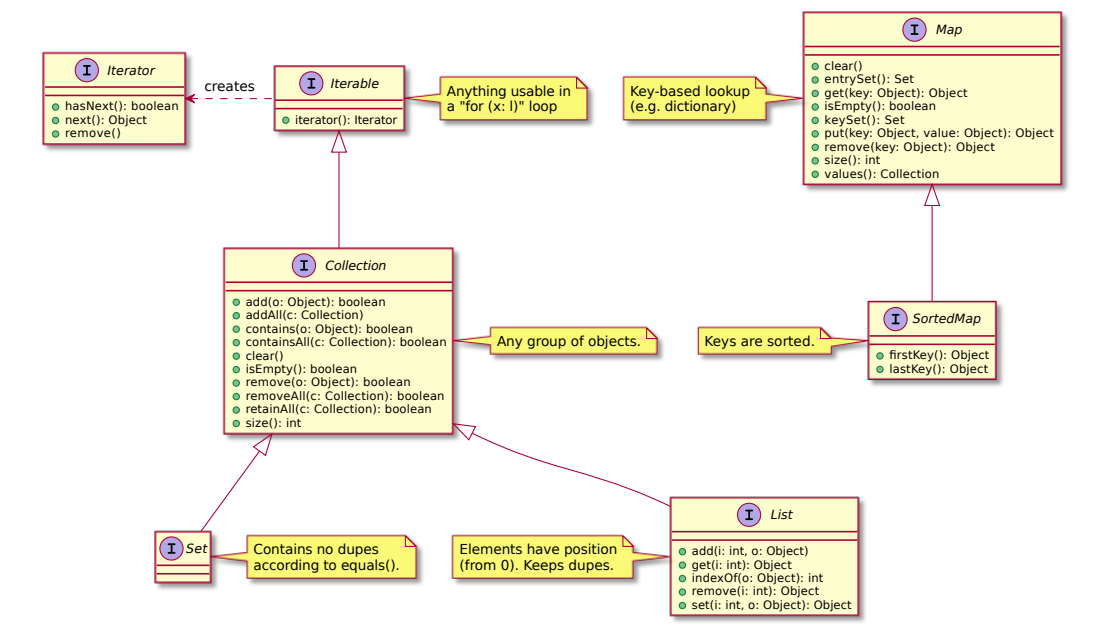 I Iterator
hasNext(): boolean
next(): Object
remove()
creates
I Iterable
iterator(): Iterator
Anything usable in
a "for (x: l)" loop
Key-based lookup
(e.g. dictionary)
I Map
clear()
entrySet(): Set
get(key: Object): Object
isEmpty(): boolean
keySet(): Set
put(key: Object, value: Object): Object
remove(key: Object): Object
size(): int
values(): Collection
I Collection
add(o: Object): boolean
addAll(c: Collection)
contains(o: Object): boolean
containsAll(c: Collection): boolean
clear()
isEmpty(): boolean
remove(o: Object): boolean
removeAll(c: Collection): boolean
retainAll(c: Collection): boolean
size(): int
Any group of objects.
Keys are sorted.
I SortedMap
firstKey(): Object
lastKey(): Object
I Set
Contains no dupes
according to equals().
Elements have position
(from 0). Keeps dupes.
I List
add(i: int, o: Object)
get(i: int): Object
indexOf(o: Object): int
remove(i: int): Object
set(i: int, o: Object): Object